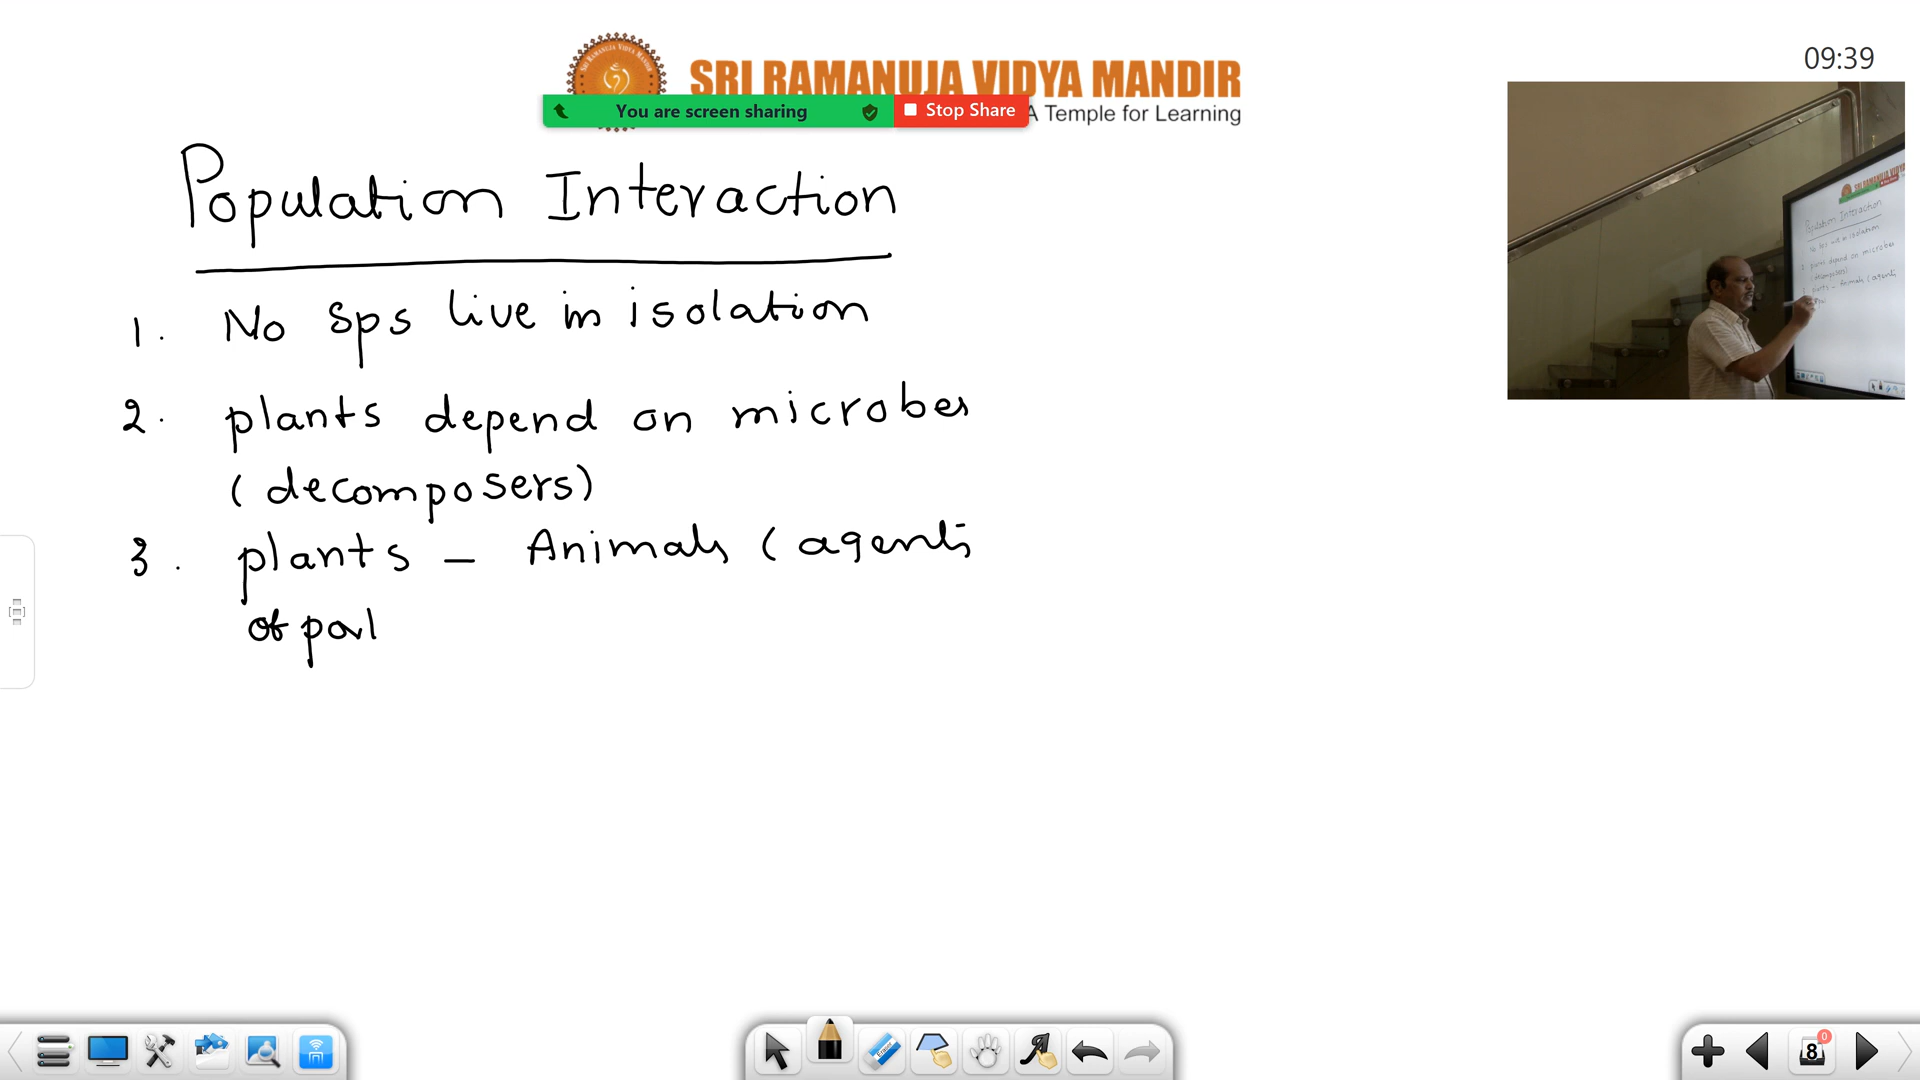 09:39
SRI RAMANUJA VIDYA MANDIR
A Temple for Learning
You are screen sharing
Stop Share
Population Interaction
1. No sps live in isolation
2. plants depend on microbes
(decomposers)
3. plants - Animals (agents
of pol
8
0